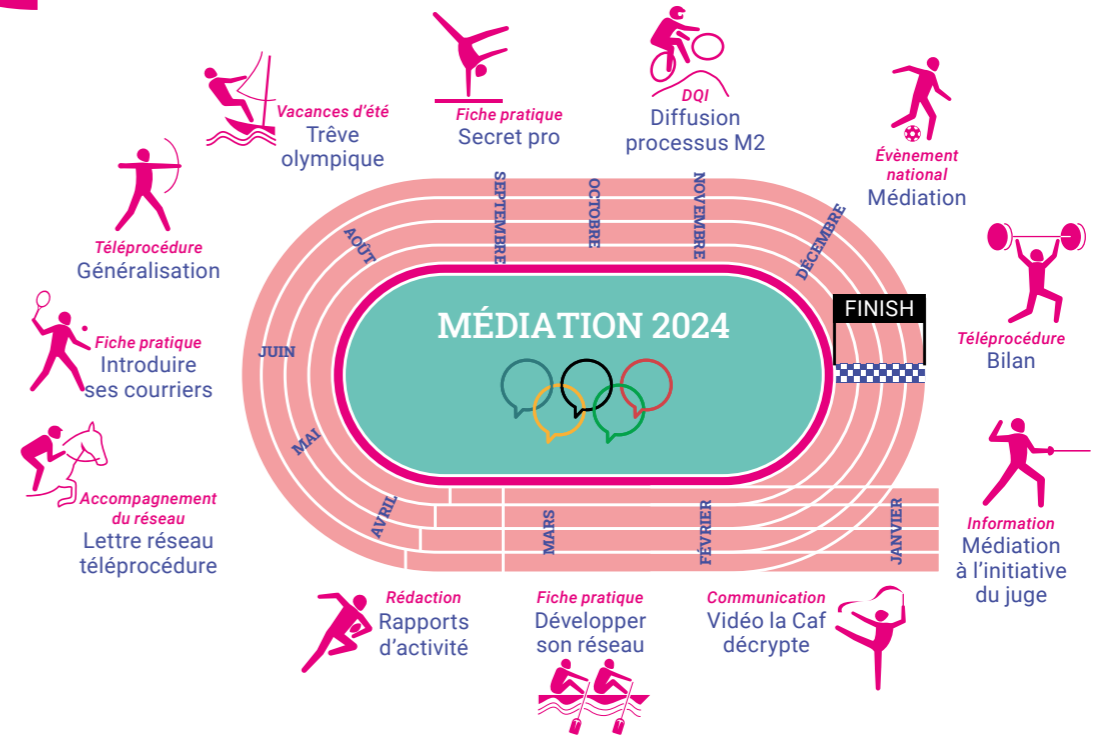 Vacances d'été
Trêve
olympique
Fiche pratique
Secret pro
DQI
Diffusion
processus M2
Évènement
national
Médiation
Téléprocédure
Généralisation
Téléprocédure
Bilan
Fiche pratique
Introduire
ses courriers
Accompagnement
du réseau
Lettre réseau
téléprocédure
Information
Médiation
à l'initiative
du juge
Rédaction
Rapports
d'activité
Fiche pratique
Développer
son réseau
Communication
Vidéo la Caf
décrypte
MÉDIATION 2024
FINISH
JANVIER
FÉVRIER
MARS
AVRIL
MAI
JUIN
AOÛT
SEPTEMBRE
OCTOBRE
NOVEMBRE
DÉCEMBRE